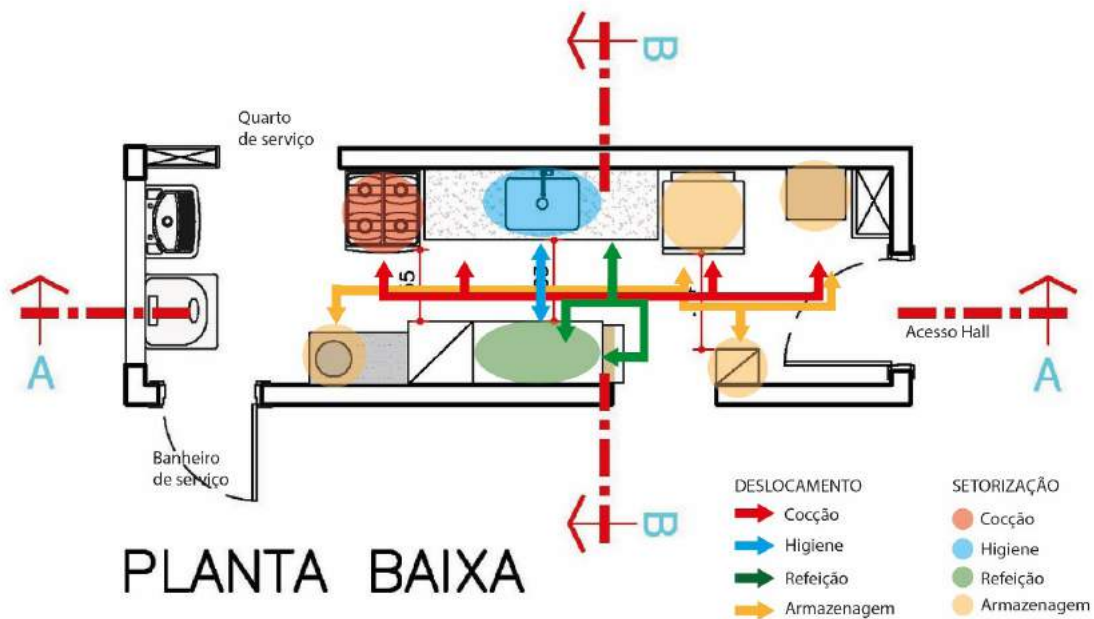 B
Quarto
de serviço
A
Acesso Hall
A
Banheiro
de serviço
B
DESLOCAMENTO
Cocção
Higiene
Refeição
Armazenagem
SETORIZAÇÃO
Cocção
Higiene
Refeição
Armazenagem
PLANTA BAIXA